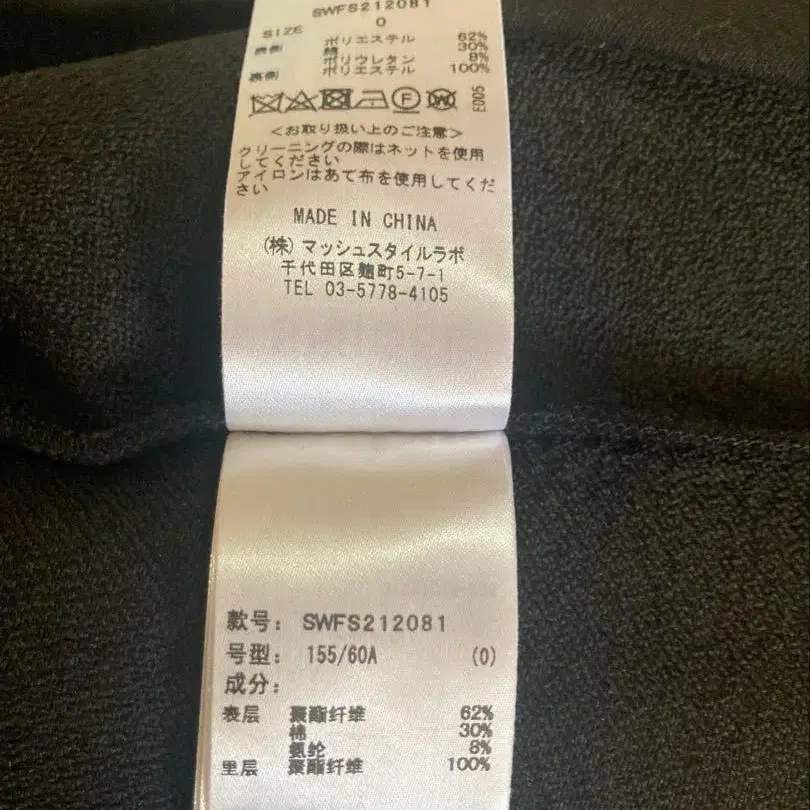 SWFS212081
SIZE 0
表側 ポリエステル 62%
綿 30%
ポリウレタン 8%
裏側 ポリエステル 100%
F W E005
<お取り扱い上のご注意>
クリーニングの際はネットを使用
してください
アイロンはあて布を使用してくだ
さい
MADE IN CHINA
(株)マッシュスタイルラボ
千代田区麹町5-7-1
TEL 03-5778-4105
款号: SWFS212081
号型: 155/60A (0)
成分:
表层 聚酯纤维 62%
棉 30%
氨纶 8%
里层 聚酯纤维 100%